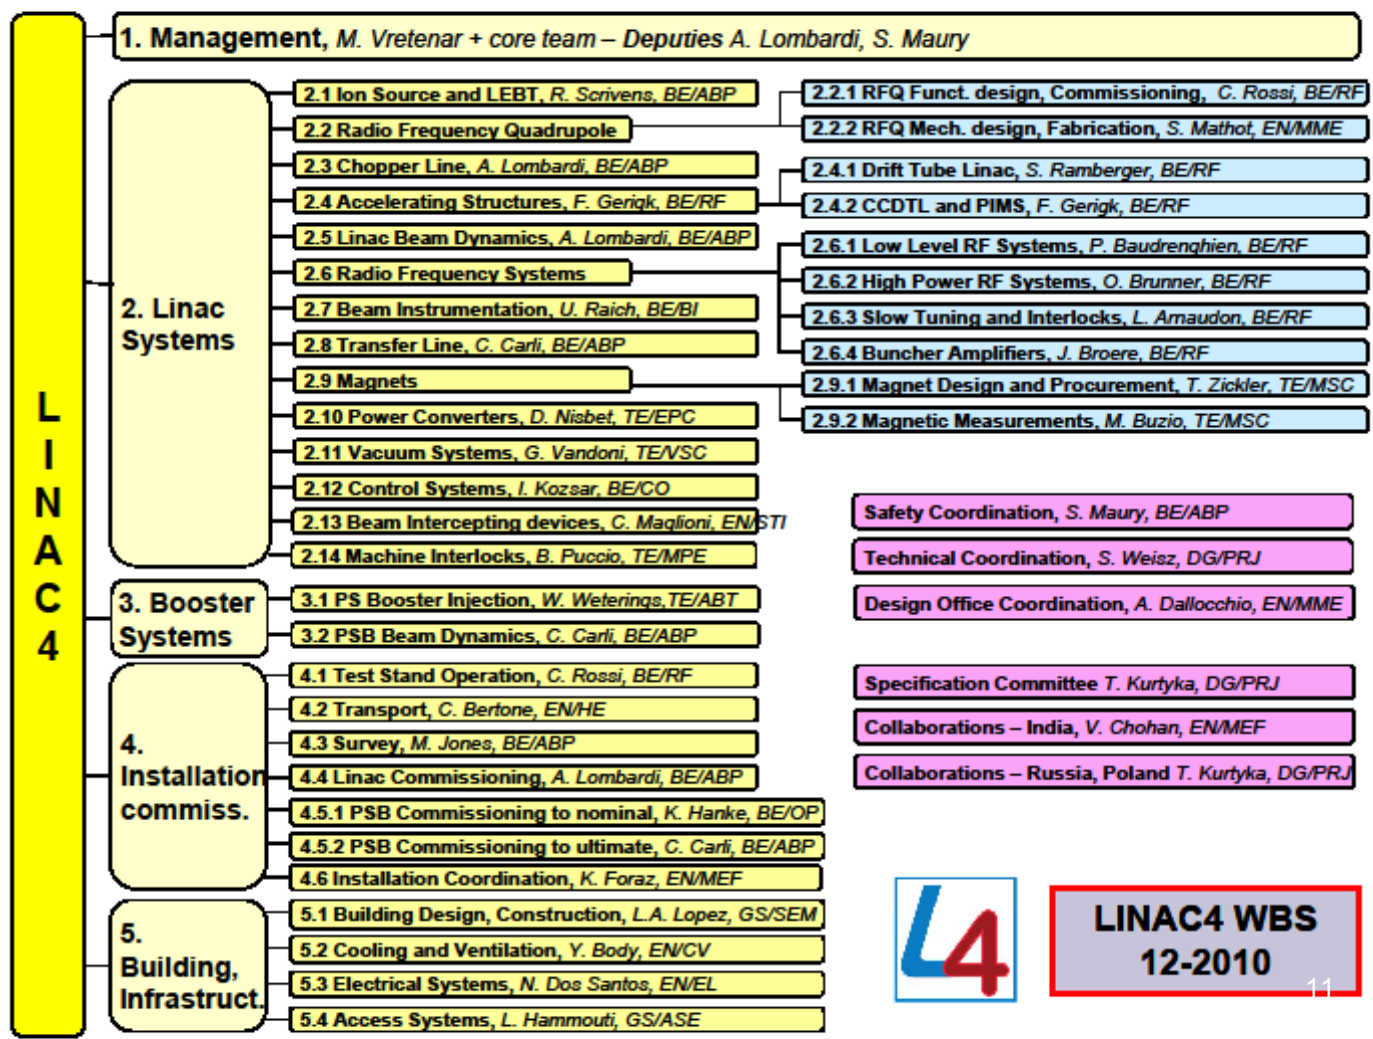 L
I
N
A
C
4
1. Management, M. Vretenar + core team – Deputies A. Lombardi, S. Maury
2. Linac
Systems
2.1 Ion Source and LEBT, R. Scrivens, BE/ABP
2.2 Radio Frequency Quadrupole
2.3 Chopper Line, A. Lombardi, BE/ABP
2.4 Accelerating Structures, F. Gerigk, BE/RF
2.5 Linac Beam Dynamics, A. Lombardi, BE/ABP
2.6 Radio Frequency Systems
2.7 Beam Instrumentation, U. Raich, BE/BI
2.8 Transfer Line, C. Carli, BE/ABP
2.9 Magnets
2.10 Power Converters, D. Nisbet, TE/EPC
2.11 Vacuum Systems, G. Vandoni, TE/VSC
2.12 Control Systems, I. Kozsar, BE/CO
2.13 Beam Intercepting devices, C. Maglioni, EN/STI
2.14 Machine Interlocks, B. Puccio, TE/MPE
2.2.1 RFQ Funct. design, Commissioning, C. Rossi, BE/RF
2.2.2 RFQ Mech. design, Fabrication, S. Mathot, EN/MME
2.4.1 Drift Tube Linac, S. Ramberger, BE/RF
2.4.2 CCDTL and PIMS, F. Gerigk, BE/RF
2.6.1 Low Level RF Systems, P. Baudrenghien, BE/RF
2.6.2 High Power RF Systems, O. Brunner, BE/RF
2.6.3 Slow Tuning and Interlocks, L. Arnaudon, BE/RF
2.6.4 Buncher Amplifiers, J. Broere, BE/RF
2.9.1 Magnet Design and Procurement, T. Zickler, TE/MSC
2.9.2 Magnetic Measurements, M. Buzio, TE/MSC
3. Booster
Systems
3.1 PS Booster Injection, W. Weterings,TE/ABT
3.2 PSB Beam Dynamics, C. Carli, BE/ABP
4.
Installation
commiss.
4.1 Test Stand Operation, C. Rossi, BE/RF
4.2 Transport, C. Bertone, EN/HE
4.3 Survey, M. Jones, BE/ABP
4.4 Linac Commissioning, A. Lombardi, BE/ABP
4.5.1 PSB Commissioning to nominal, K. Hanke, BE/OP
4.5.2 PSB Commissioning to ultimate, C. Carli, BE/ABP
4.6 Installation Coordination, K. Foraz, EN/MEF
5.
Building,
Infrastruct.
5.1 Building Design, Construction, L.A. Lopez, GS/SEM
5.2 Cooling and Ventilation, Y. Body, EN/CV
5.3 Electrical Systems, N. Dos Santos, EN/EL
5.4 Access Systems, L. Hammouti, GS/ASE
Safety Coordination, S. Maury, BE/ABP
Technical Coordination, S. Weisz, DG/PRJ
Design Office Coordination, A. Dallocchio, EN/MME
Specification Committee T. Kurtyka, DG/PRJ
Collaborations – India, V. Chohan, EN/MEF
Collaborations – Russia, Poland T. Kurtyka, DG/PRJ
L4
LINAC4 WBS
12-2010
11